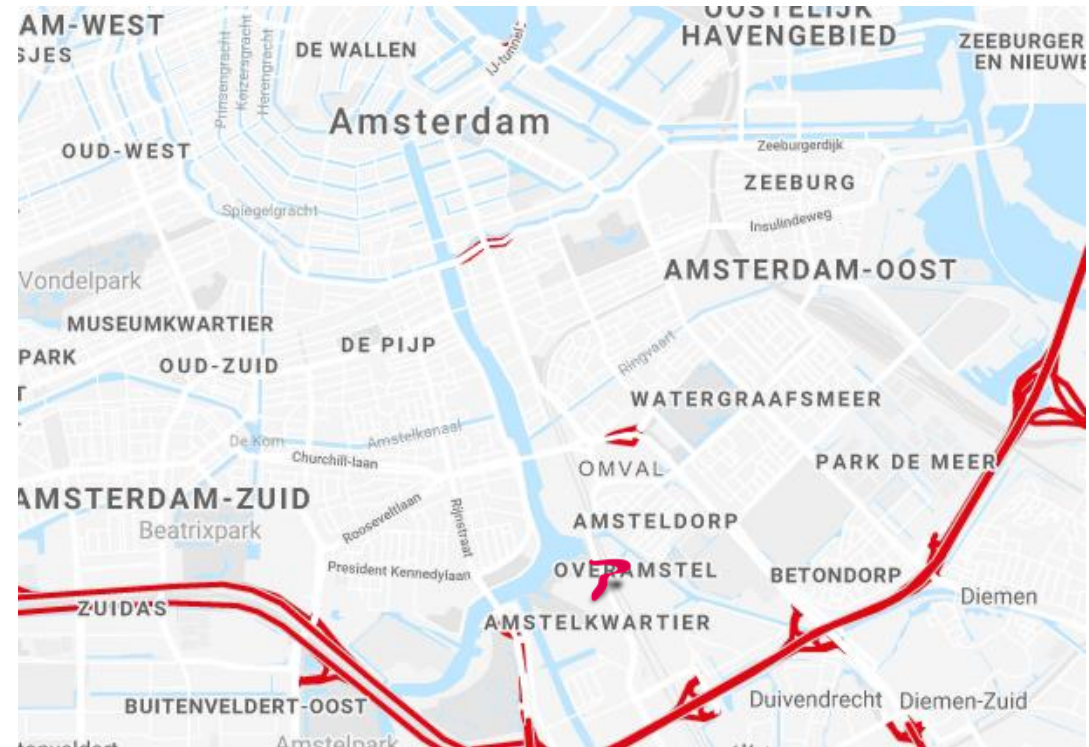 AM-WEST
SJES
DE WALLEN
IJ-tunnel
OOSTELIJK
HAVENGEBIED
ZEEBURGER
EN NIEUWE
Prinsengracht
Keizersgracht
Herengracht
Amsterdam
OUD-WEST
Zeeburgerdijk
ZEEBURG
Spiegelgracht
Insulindeweg
Vondelpark
AMSTERDAM-OOST
MUSEUMKWARTIER
PARK
OUD-ZUID
DE PIJP
Ringvaart
WATERGRAAFSMEER
De Kom
Amstelkanaal
Churchill-laan
OMVAL
PARK DE MEER
AMSTERDAM-ZUID
Beatrixpark
Rooseveltlaan
Rijnstraat
AMSTELDORP
President Kennedylaan
OVERAMSTEL
BETONDORP
Diemen
ZUIDAS
AMSTELKWARTIER
BUITENVELDERT-OOST
Duivendrecht
Diemen-Zuid
Amstelpark